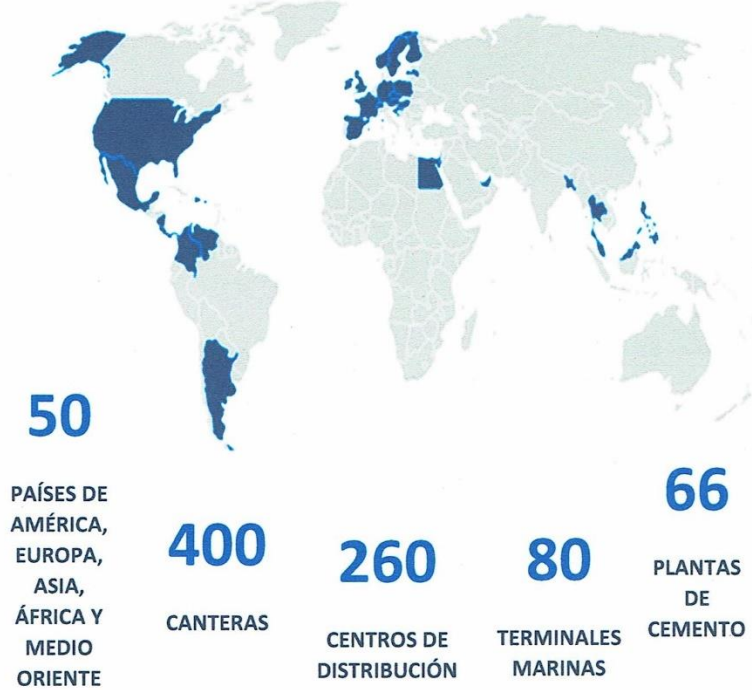 50
PAÍSES DE
AMÉRICA,
EUROPA,
ASIA,
ÁFRICA Y
MEDIO
ORIENTE
400
CANTERAS
260
CENTROS DE
DISTRIBUCIÓN
80
TERMINALES
MARINAS
66
PLANTAS
DE
CEMENTO